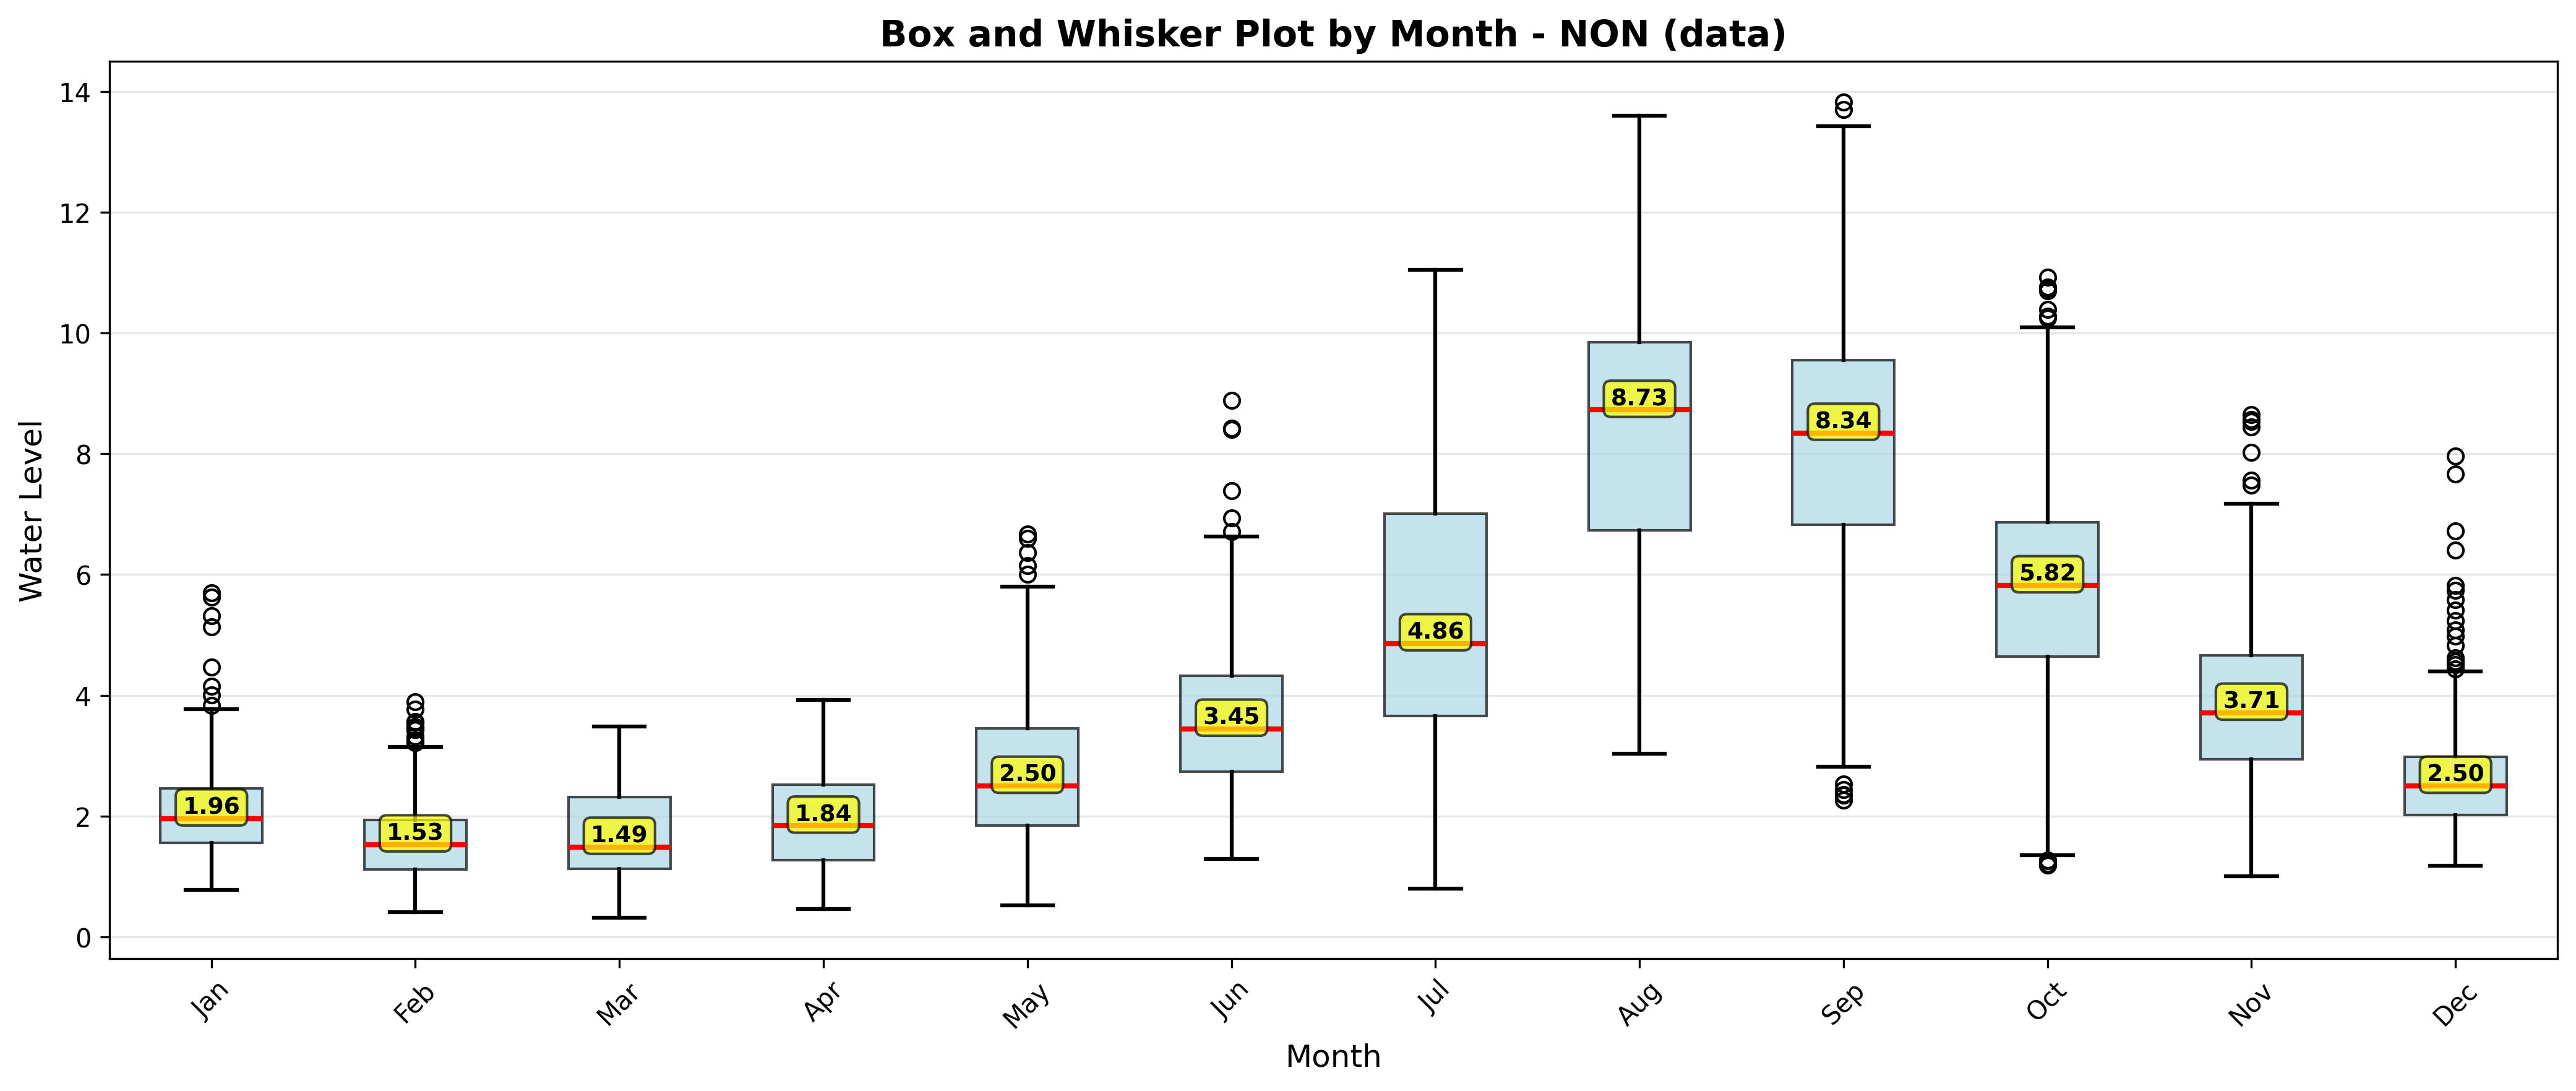 Box and Whisker Plot by Month - NON (data)
Water Level
14
12
10
8
6
4
2
0
1.96
1.53
1.49
1.84
2.50
3.45
4.86
8.73
8.34
5.82
3.71
2.50
Jan
Feb
Mar
Apr
May
Jun
Jul
Aug
Sep
Oct
Nov
Dec
Month